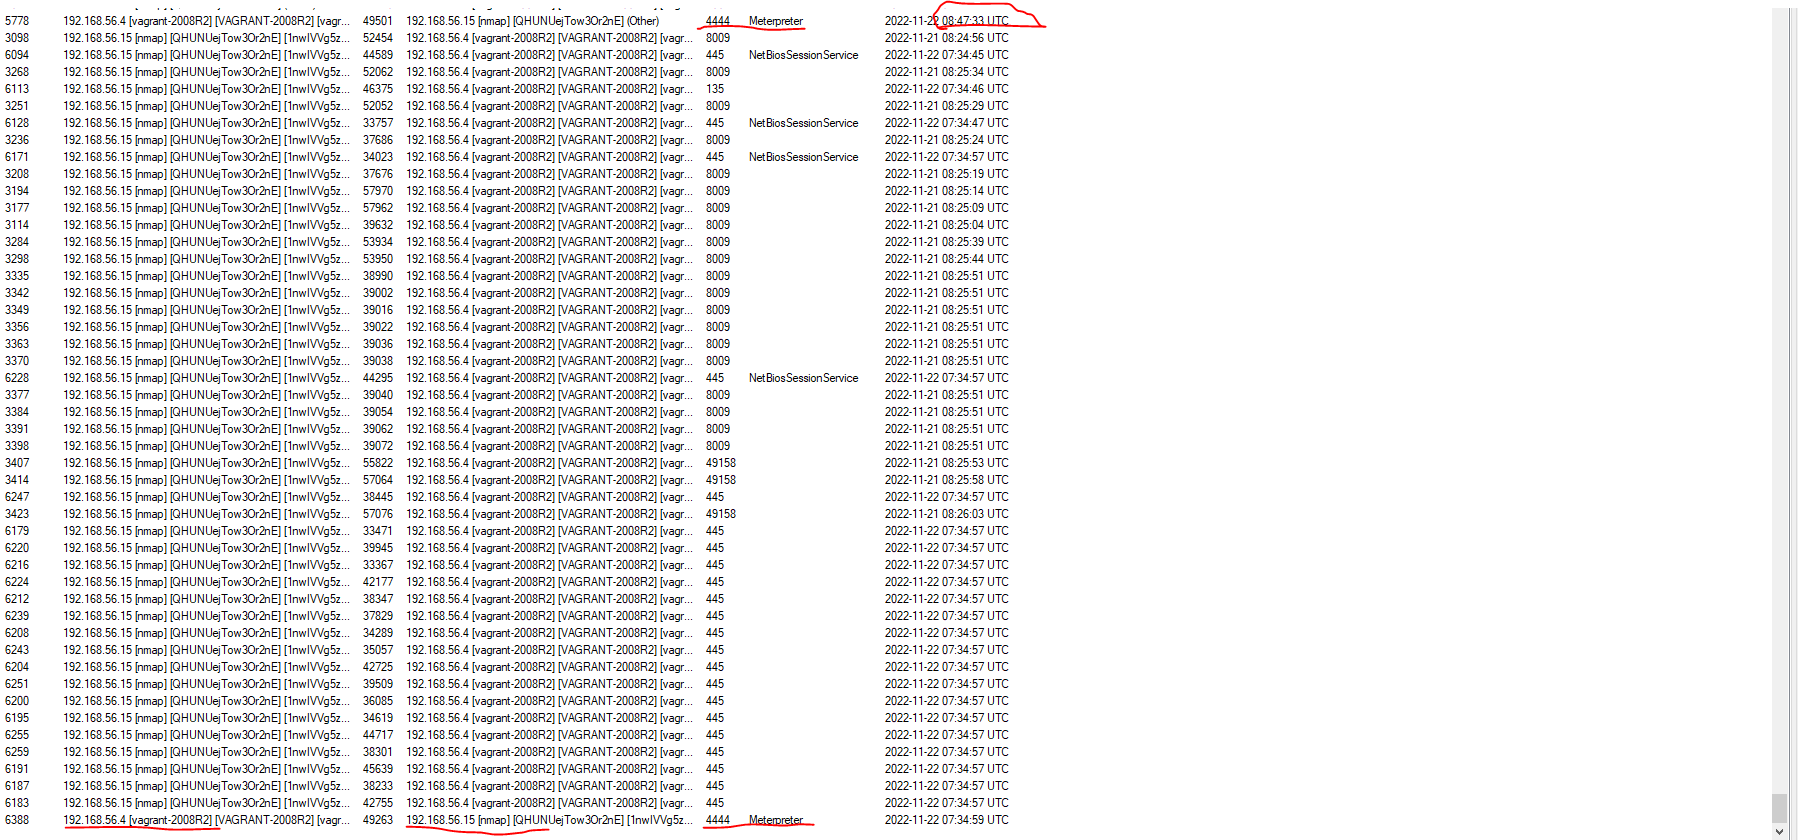 5778 192.168.56.4 [vagrant-2008R2] [VAGRANT-2008R2] [vagr... 49501 192.168.56.15 [nmap] [QHUNUejTow3Or2nE] (Other) 4444 Meterpreter 2022-11-22 08:47:33 UTC
3098 192.168.56.15 [nmap] [QHUNUejTow3Or2nE] [1nwIVVg5z... 52454 192.168.56.4 [vagrant-2008R2] [VAGRANT-2008R2] [vagr... 8009 2022-11-21 08:24:56 UTC
6094 192.168.56.15 [nmap] [QHUNUejTow3Or2nE] [1nwIVVg5z... 44589 192.168.56.4 [vagrant-2008R2] [VAGRANT-2008R2] [vagr... 445 NetBiosSessionService 2022-11-22 07:34:45 UTC
3268 192.168.56.15 [nmap] [QHUNUejTow3Or2nE] [1nwIVVg5z... 52062 192.168.56.4 [vagrant-2008R2] [VAGRANT-2008R2] [vagr... 8009 2022-11-21 08:25:34 UTC
6113 192.168.56.15 [nmap] [QHUNUejTow3Or2nE] [1nwIVVg5z... 46375 192.168.56.4 [vagrant-2008R2] [VAGRANT-2008R2] [vagr... 135 2022-11-22 07:34:46 UTC
3251 192.168.56.15 [nmap] [QHUNUejTow3Or2nE] [1nwIVVg5z... 52052 192.168.56.4 [vagrant-2008R2] [VAGRANT-2008R2] [vagr... 8009 2022-11-21 08:25:29 UTC
6128 192.168.56.15 [nmap] [QHUNUejTow3Or2nE] [1nwIVVg5z... 33757 192.168.56.4 [vagrant-2008R2] [VAGRANT-2008R2] [vagr... 445 NetBiosSessionService 2022-11-22 07:34:47 UTC
3236 192.168.56.15 [nmap] [QHUNUejTow3Or2nE] [1nwIVVg5z... 37686 192.168.56.4 [vagrant-2008R2] [VAGRANT-2008R2] [vagr... 8009 2022-11-21 08:25:24 UTC
6171 192.168.56.15 [nmap] [QHUNUejTow3Or2nE] [1nwIVVg5z... 34023 192.168.56.4 [vagrant-2008R2] [VAGRANT-2008R2] [vagr... 445 NetBiosSessionService 2022-11-22 07:34:57 UTC
3208 192.168.56.15 [nmap] [QHUNUejTow3Or2nE] [1nwIVVg5z... 37676 192.168.56.4 [vagrant-2008R2] [VAGRANT-2008R2] [vagr... 8009 2022-11-21 08:25:19 UTC
3194 192.168.56.15 [nmap] [QHUNUejTow3Or2nE] [1nwIVVg5z... 57970 192.168.56.4 [vagrant-2008R2] [VAGRANT-2008R2] [vagr... 8009 2022-11-21 08:25:14 UTC
3177 192.168.56.15 [nmap] [QHUNUejTow3Or2nE] [1nwIVVg5z... 57962 192.168.56.4 [vagrant-2008R2] [VAGRANT-2008R2] [vagr... 8009 2022-11-21 08:25:09 UTC
3114 192.168.56.15 [nmap] [QHUNUejTow3Or2nE] [1nwIVVg5z... 39632 192.168.56.4 [vagrant-2008R2] [VAGRANT-2008R2] [vagr... 8009 2022-11-21 08:25:04 UTC
3284 192.168.56.15 [nmap] [QHUNUejTow3Or2nE] [1nwIVVg5z... 53934 192.168.56.4 [vagrant-2008R2] [VAGRANT-2008R2] [vagr... 8009 2022-11-21 08:25:39 UTC
3298 192.168.56.15 [nmap] [QHUNUejTow3Or2nE] [1nwIVVg5z... 53950 192.168.56.4 [vagrant-2008R2] [VAGRANT-2008R2] [vagr... 8009 2022-11-21 08:25:44 UTC
3335 192.168.56.15 [nmap] [QHUNUejTow3Or2nE] [1nwIVVg5z... 38990 192.168.56.4 [vagrant-2008R2] [VAGRANT-2008R2] [vagr... 8009 2022-11-21 08:25:51 UTC
3342 192.168.56.15 [nmap] [QHUNUejTow3Or2nE] [1nwIVVg5z... 39002 192.168.56.4 [vagrant-2008R2] [VAGRANT-2008R2] [vagr... 8009 2022-11-21 08:25:51 UTC
3349 192.168.56.15 [nmap] [QHUNUejTow3Or2nE] [1nwIVVg5z... 39016 192.168.56.4 [vagrant-2008R2] [VAGRANT-2008R2] [vagr... 8009 2022-11-21 08:25:51 UTC
3356 192.168.56.15 [nmap] [QHUNUejTow3Or2nE] [1nwIVVg5z... 39022 192.168.56.4 [vagrant-2008R2] [VAGRANT-2008R2] [vagr... 8009 2022-11-21 08:25:51 UTC
3363 192.168.56.15 [nmap] [QHUNUejTow3Or2nE] [1nwIVVg5z... 39036 192.168.56.4 [vagrant-2008R2] [VAGRANT-2008R2] [vagr... 8009 2022-11-21 08:25:51 UTC
3370 192.168.56.15 [nmap] [QHUNUejTow3Or2nE] [1nwIVVg5z... 39038 192.168.56.4 [vagrant-2008R2] [VAGRANT-2008R2] [vagr... 8009 2022-11-21 08:25:51 UTC
6228 192.168.56.15 [nmap] [QHUNUejTow3Or2nE] [1nwIVVg5z... 44295 192.168.56.4 [vagrant-2008R2] [VAGRANT-2008R2] [vagr... 445 NetBiosSessionService 2022-11-22 07:34:57 UTC
3377 192.168.56.15 [nmap] [QHUNUejTow3Or2nE] [1nwIVVg5z... 39040 192.168.56.4 [vagrant-2008R2] [VAGRANT-2008R2] [vagr... 8009 2022-11-21 08:25:51 UTC
3384 192.168.56.15 [nmap] [QHUNUejTow3Or2nE] [1nwIVVg5z... 39054 192.168.56.4 [vagrant-2008R2] [VAGRANT-2008R2] [vagr... 8009 2022-11-21 08:25:51 UTC
3391 192.168.56.15 [nmap] [QHUNUejTow3Or2nE] [1nwIVVg5z... 39062 192.168.56.4 [vagrant-2008R2] [VAGRANT-2008R2] [vagr... 8009 2022-11-21 08:25:51 UTC
3398 192.168.56.15 [nmap] [QHUNUejTow3Or2nE] [1nwIVVg5z... 39072 192.168.56.4 [vagrant-2008R2] [VAGRANT-2008R2] [vagr... 8009 2022-11-21 08:25:51 UTC
3407 192.168.56.15 [nmap] [QHUNUejTow3Or2nE] [1nwIVVg5z... 55822 192.168.56.4 [vagrant-2008R2] [VAGRANT-2008R2] [vagr... 49158 2022-11-21 08:25:53 UTC
3414 192.168.56.15 [nmap] [QHUNUejTow3Or2nE] [1nwIVVg5z... 57064 192.168.56.4 [vagrant-2008R2] [VAGRANT-2008R2] [vagr... 49158 2022-11-21 08:25:58 UTC
6247 192.168.56.15 [nmap] [QHUNUejTow3Or2nE] [1nwIVVg5z... 38445 192.168.56.4 [vagrant-2008R2] [VAGRANT-2008R2] [vagr... 445 2022-11-22 07:34:57 UTC
3423 192.168.56.15 [nmap] [QHUNUejTow3Or2nE] [1nwIVVg5z... 57076 192.168.56.4 [vagrant-2008R2] [VAGRANT-2008R2] [vagr... 49158 2022-11-21 08:26:03 UTC
6179 192.168.56.15 [nmap] [QHUNUejTow3Or2nE] [1nwIVVg5z... 33471 192.168.56.4 [vagrant-2008R2] [VAGRANT-2008R2] [vagr... 445 2022-11-22 07:34:57 UTC
6220 192.168.56.15 [nmap] [QHUNUejTow3Or2nE] [1nwIVVg5z... 39945 192.168.56.4 [vagrant-2008R2] [VAGRANT-2008R2] [vagr... 445 2022-11-22 07:34:57 UTC
6216 192.168.56.15 [nmap] [QHUNUejTow3Or2nE] [1nwIVVg5z... 33367 192.168.56.4 [vagrant-2008R2] [VAGRANT-2008R2] [vagr... 445 2022-11-22 07:34:57 UTC
6224 192.168.56.15 [nmap] [QHUNUejTow3Or2nE] [1nwIVVg5z... 42177 192.168.56.4 [vagrant-2008R2] [VAGRANT-2008R2] [vagr... 445 2022-11-22 07:34:57 UTC
6212 192.168.56.15 [nmap] [QHUNUejTow3Or2nE] [1nwIVVg5z... 38347 192.168.56.4 [vagrant-2008R2] [VAGRANT-2008R2] [vagr... 445 2022-11-22 07:34:57 UTC
6239 192.168.56.15 [nmap] [QHUNUejTow3Or2nE] [1nwIVVg5z... 37829 192.168.56.4 [vagrant-2008R2] [VAGRANT-2008R2] [vagr... 445 2022-11-22 07:34:57 UTC
6208 192.168.56.15 [nmap] [QHUNUejTow3Or2nE] [1nwIVVg5z... 34289 192.168.56.4 [vagrant-2008R2] [VAGRANT-2008R2] [vagr... 445 2022-11-22 07:34:57 UTC
6243 192.168.56.15 [nmap] [QHUNUejTow3Or2nE] [1nwIVVg5z... 35057 192.168.56.4 [vagrant-2008R2] [VAGRANT-2008R2] [vagr... 445 2022-11-22 07:34:57 UTC
6204 192.168.56.15 [nmap] [QHUNUejTow3Or2nE] [1nwIVVg5z... 42725 192.168.56.4 [vagrant-2008R2] [VAGRANT-2008R2] [vagr... 445 2022-11-22 07:34:57 UTC
6251 192.168.56.15 [nmap] [QHUNUejTow3Or2nE] [1nwIVVg5z... 39509 192.168.56.4 [vagrant-2008R2] [VAGRANT-2008R2] [vagr... 445 2022-11-22 07:34:57 UTC
6200 192.168.56.15 [nmap] [QHUNUejTow3Or2nE] [1nwIVVg5z... 36085 192.168.56.4 [vagrant-2008R2] [VAGRANT-2008R2] [vagr... 445 2022-11-22 07:34:57 UTC
6195 192.168.56.15 [nmap] [QHUNUejTow3Or2nE] [1nwIVVg5z... 34619 192.168.56.4 [vagrant-2008R2] [VAGRANT-2008R2] [vagr... 445 2022-11-22 07:34:57 UTC
6255 192.168.56.15 [nmap] [QHUNUejTow3Or2nE] [1nwIVVg5z... 44717 192.168.56.4 [vagrant-2008R2] [VAGRANT-2008R2] [vagr... 445 2022-11-22 07:34:57 UTC
6259 192.168.56.15 [nmap] [QHUNUejTow3Or2nE] [1nwIVVg5z... 38301 192.168.56.4 [vagrant-2008R2] [VAGRANT-2008R2] [vagr... 445 2022-11-22 07:34:57 UTC
6191 192.168.56.15 [nmap] [QHUNUejTow3Or2nE] [1nwIVVg5z... 45639 192.168.56.4 [vagrant-2008R2] [VAGRANT-2008R2] [vagr... 445 2022-11-22 07:34:57 UTC
6187 192.168.56.15 [nmap] [QHUNUejTow3Or2nE] [1nwIVVg5z... 38233 192.168.56.4 [vagrant-2008R2] [VAGRANT-2008R2] [vagr... 445 2022-11-22 07:34:57 UTC
6183 192.168.56.15 [nmap] [QHUNUejTow3Or2nE] [1nwIVVg5z... 42755 192.168.56.4 [vagrant-2008R2] [VAGRANT-2008R2] [vagr... 445 2022-11-22 07:34:57 UTC
6388 192.168.56.4 [vagrant-2008R2] [VAGRANT-2008R2] [vagr... 49263 192.168.56.15 [nmap] [QHUNUejTow3Or2nE] [1nwIVVg5z... 4444 Meterpreter 2022-11-22 07:34:59 UTC